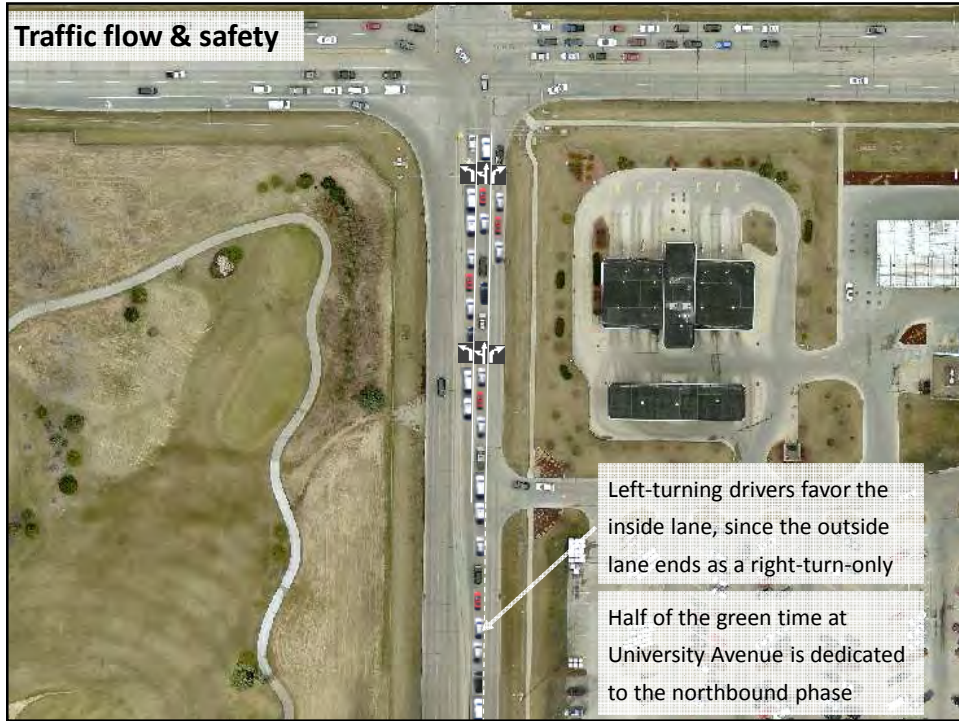 Traffic flow & safety
Left-turning drivers favor the
inside lane, since the outside
lane ends as a right-turn-only
Half of the green time at
University Avenue is dedicated
to the northbound phase